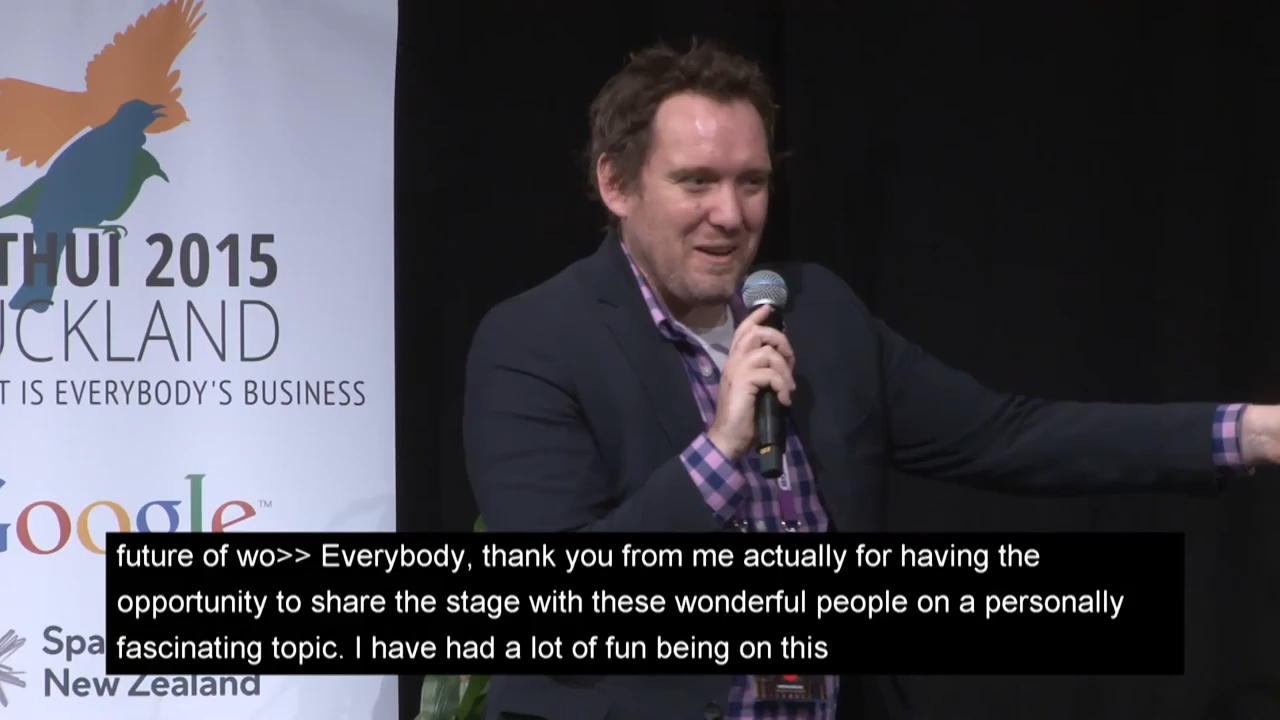 THUI 2015
UCKLAND
T IS EVERYBODY'S BUSINESS
Google™
Spa
New Zealand
future of wo>> Everybody, thank you from me actually for having the
opportunity to share the stage with these wonderful people on a personally
fascinating topic. I have had a lot of fun being on this